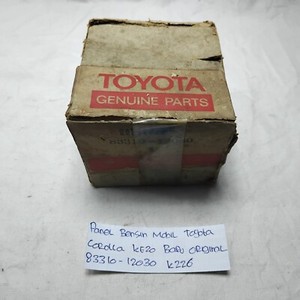 TOYOTA
GENUINE PARTS
Panel Bensin Mobil Toyota
Corolla KE20 Baru Original
83310-12030 K226